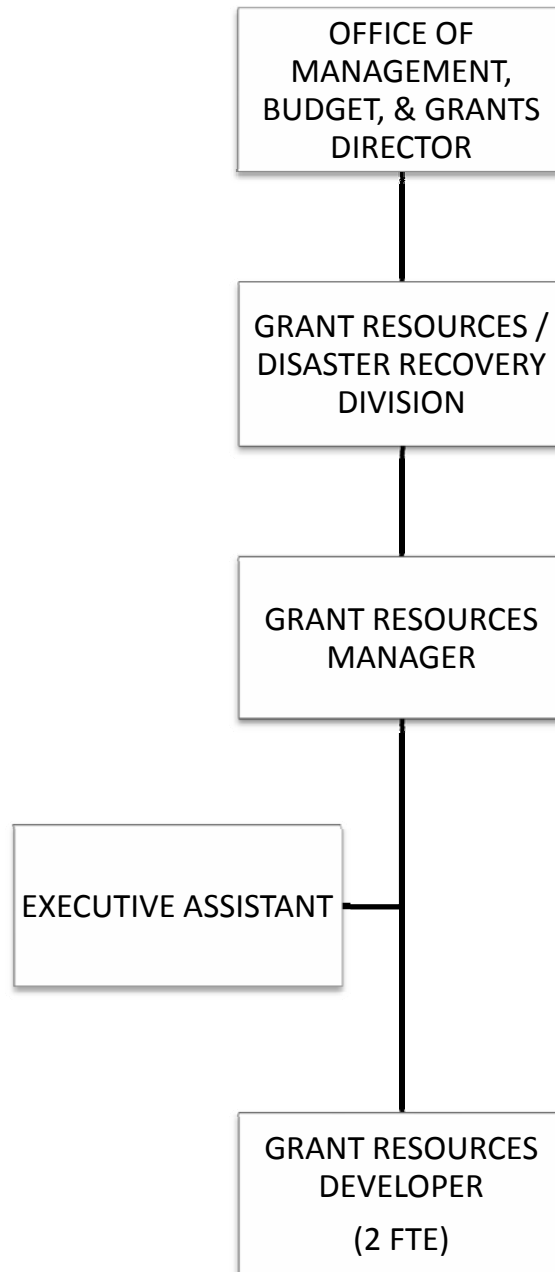 OFFICE OF
MANAGEMENT,
BUDGET, & GRANTS
DIRECTOR
GRANT RESOURCES /
DISASTER RECOVERY
DIVISION
GRANT RESOURCES
MANAGER
EXECUTIVE ASSISTANT
GRANT RESOURCES
DEVELOPER
(2 FTE)